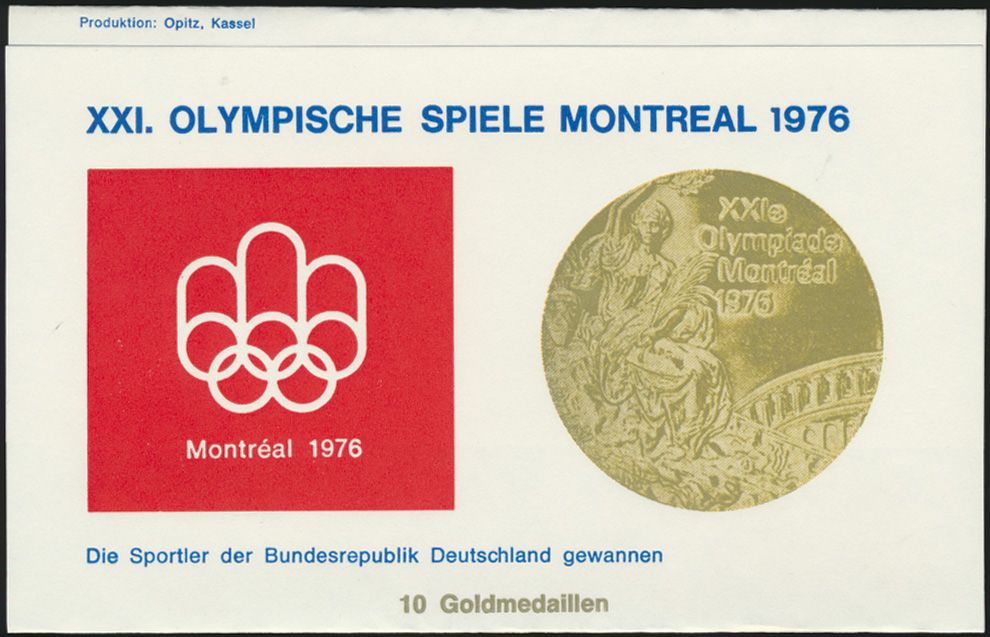 Produktion: Opitz, Kassel
XXI. OLYMPISCHE SPIELE MONTREAL 1976
XXIe
Olympiade
Montréal
1976
Montréal 1976
Die Sportler der Bundesrepublik Deutschland gewannen
10 Goldmedaillen